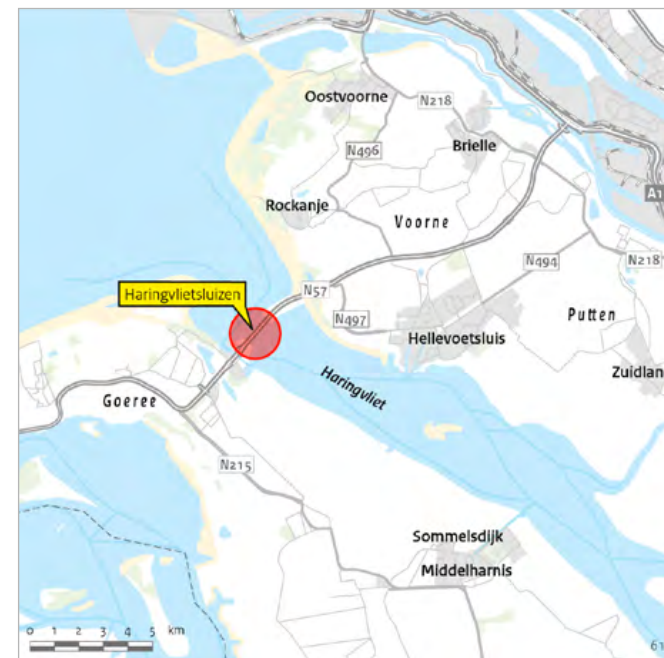 Oostvoorne
N218
Brielle
N496
A1
Rockanje
Voorne
N218
N494
Haringvlietsluizen
N57
Putten
N497
Hellevoetsluis
Zuidlan
Haringvliet
Goeree
N215
Sommelsdijk
Middelharnis
0 1 2 3 4 5 km
61